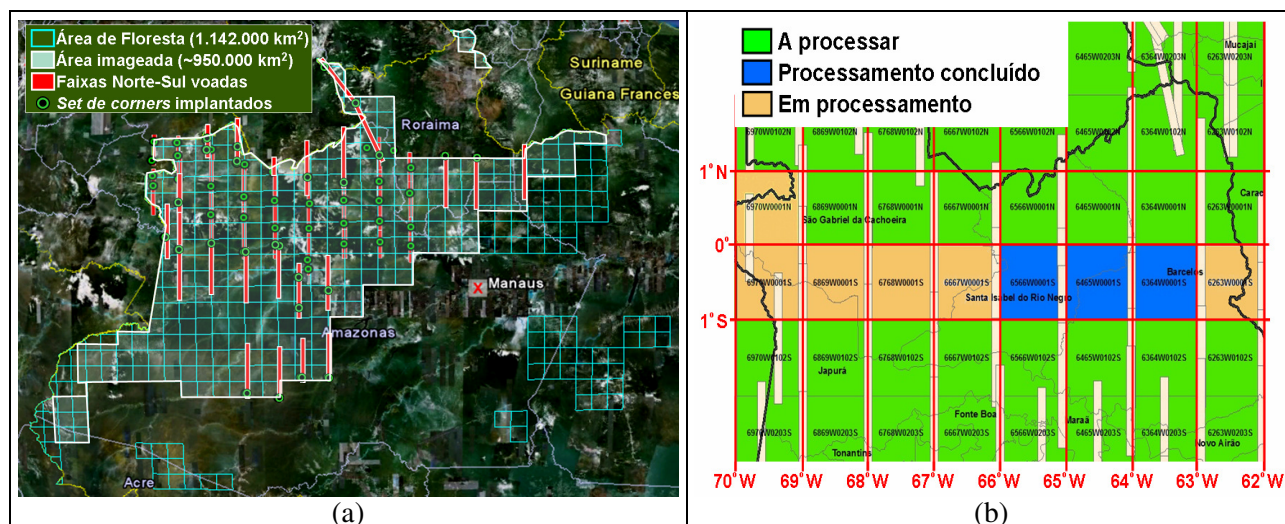 (a)
Área de Floresta (1.142.000 km²)
Área imageada (~950.000 km²)
Faixas Norte-Sul voadas
Set de corners implantados
Suriname
Guiana Frances
Roraima
X Manaus
Amazonas
Acre
(a)
(b)
A processar
Processamento concluído
Em processamento
Mucajaí
6465W0203N 6364W0203N 6263W0203N
6970W0102N 6869W0102N 6768W0102N 6667W0102N 6566W0102N 6465W0102N 6364W0102N 6263W0102N
1°N
Carac
6970W0001N 6869W0001N 6768W0001N 6667W0001N 6566W0001N 6465W0001N 6364W0001N 6263W0001N
São Gabriel da Cachoeira
0°
Barcelos
6970W0001S 6869W0001S 6768W0001S 6667W0001S 6566W0001S 6465W0001S 6364W0001S 6263W0001S
Santa Isabel do Rio Negro
1°S
6970W0102S 6869W0102S 6768W0102S 6667W0102S 6566W0102S 6465W0102S 6364W0102S 6263W0102S
Japurá
Fonte Boa
Maraã
6970W0203S 6869W0203S 6768W0203S 6667W0203S 6566W0203S 6465W0203S 6364W0203S 6263W0203S
Novo Airão
Tonantins
70°W 69°W 68°W 67°W 66°W 65°W 64°W 63°W 62°W
(b)